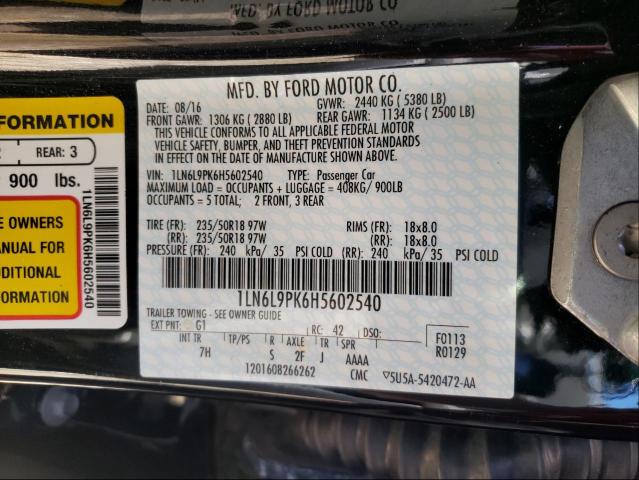 WED. BY FORD MOTOR CO
FORMATION
REAR: 3
900 lbs.
E OWNERS
ANUAL FOR
DDITIONAL
RMATION
1LN6L9PK6H5602540
MFD. BY FORD MOTOR CO.
DATE: 08/16 GVWR: 2440 KG ( 5380 LB)
FRONT GAWR: 1306 KG ( 2880 LB) REAR GAWR: 1134 KG ( 2500 LB)
THIS VEHICLE CONFORMS TO ALL APPLICABLE FEDERAL MOTOR
VEHICLE SAFETY, BUMPER, AND THEFT PREVENTION STANDARDS
IN EFFECT ON THE DATE OF MANUFACTURE SHOWN ABOVE.
VIN: 1LN6L9PK6H5602540 TYPE: Passenger Car
MAXIMUM LOAD = OCCUPANTS + LUGGAGE = 408KG/ 900LB
OCCUPANTS = 5 TOTAL; 2 FRONT, 3 REAR
TIRE (FR): 235/50R18 97W RIMS (FR): 18x8.0
(RR): 235/50R18 97W (RR): 18x8.0
PRESSURE (FR): 240 kPa/ 35 PSI COLD (RR): 240 kPa/ 35 PSI COLD
1LN6L9PK6H5602540
TRAILER TOWING - SEE OWNER GUIDE
EXT PNT: G1 RC: 42 DSO: F0113
INT TR TP/PS R AXLE TR SPR R0129
7H S 2F J AAAA
1201608266262 CMC ▽5U5A-5420472-AA